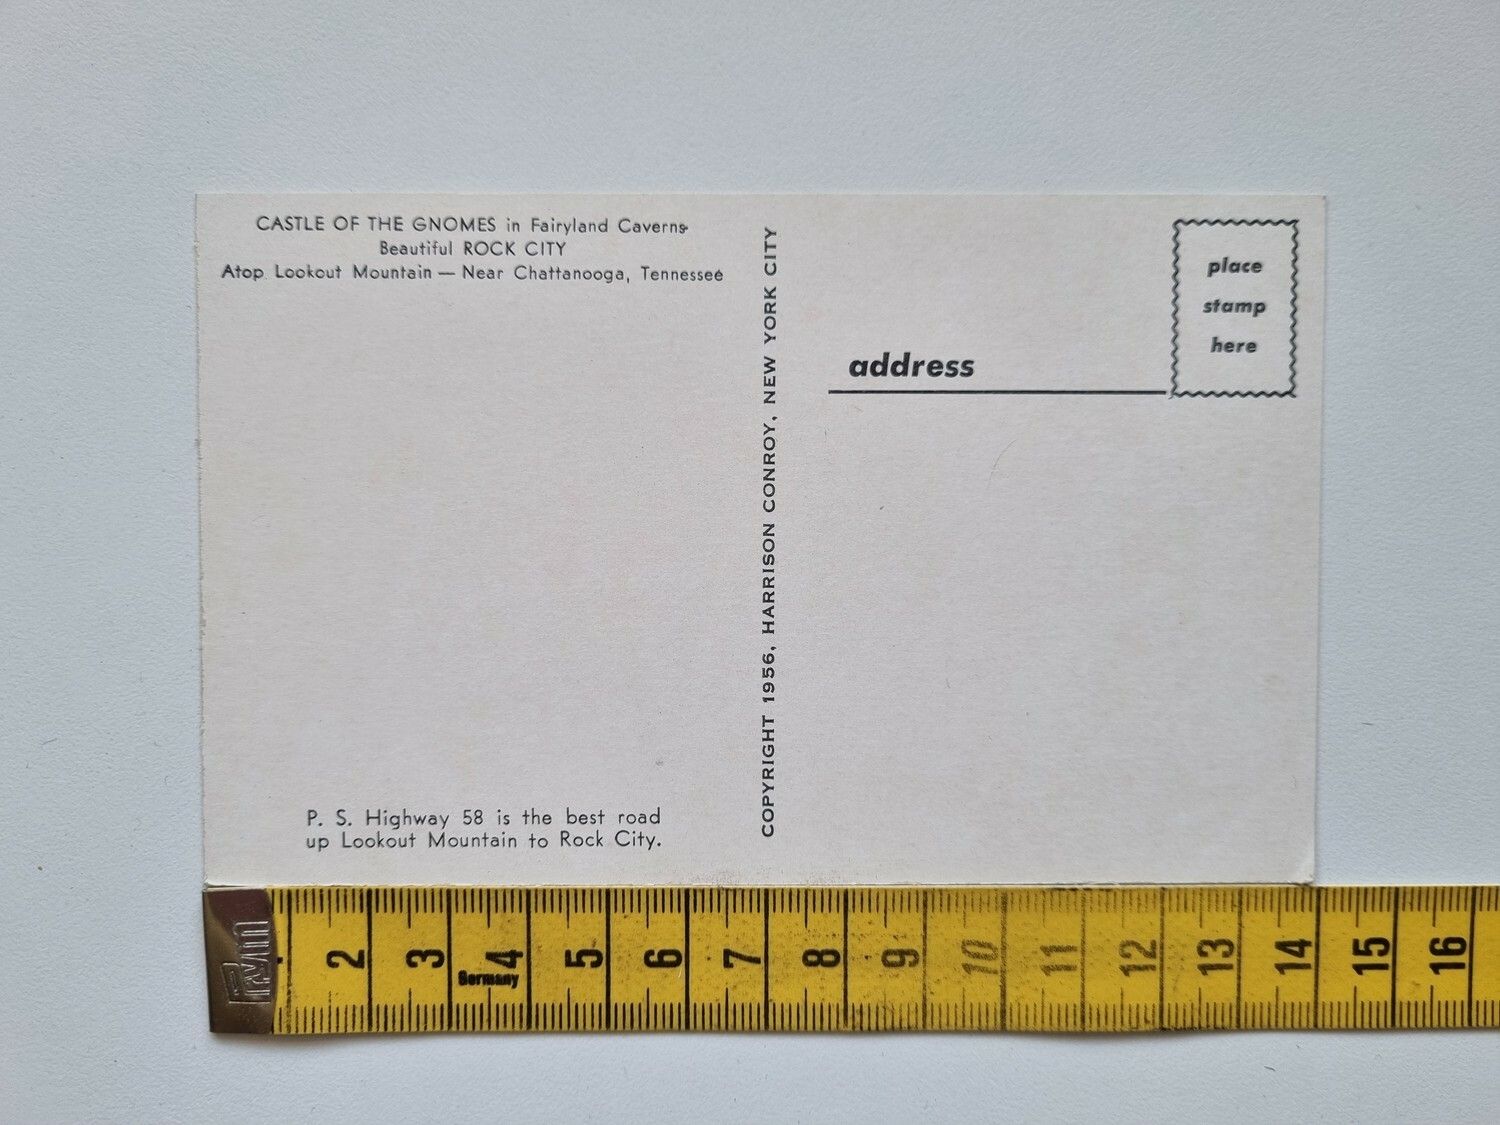 CASTLE OF THE GNOMES in Fairyland Caverns
Beautiful ROCK CITY
Atop Lookout Mountain — Near Chattanooga, Tennessee
place
stamp
here
address
COPYRIGHT 1956, HARRISON CONROY, NEW YORK CITY
P. S. Highway 58 is the best road
up Lookout Mountain to Rock City.
2 3 4 5 6 7 8 9 10 11 12 13 14 15 16
Germany
Prym